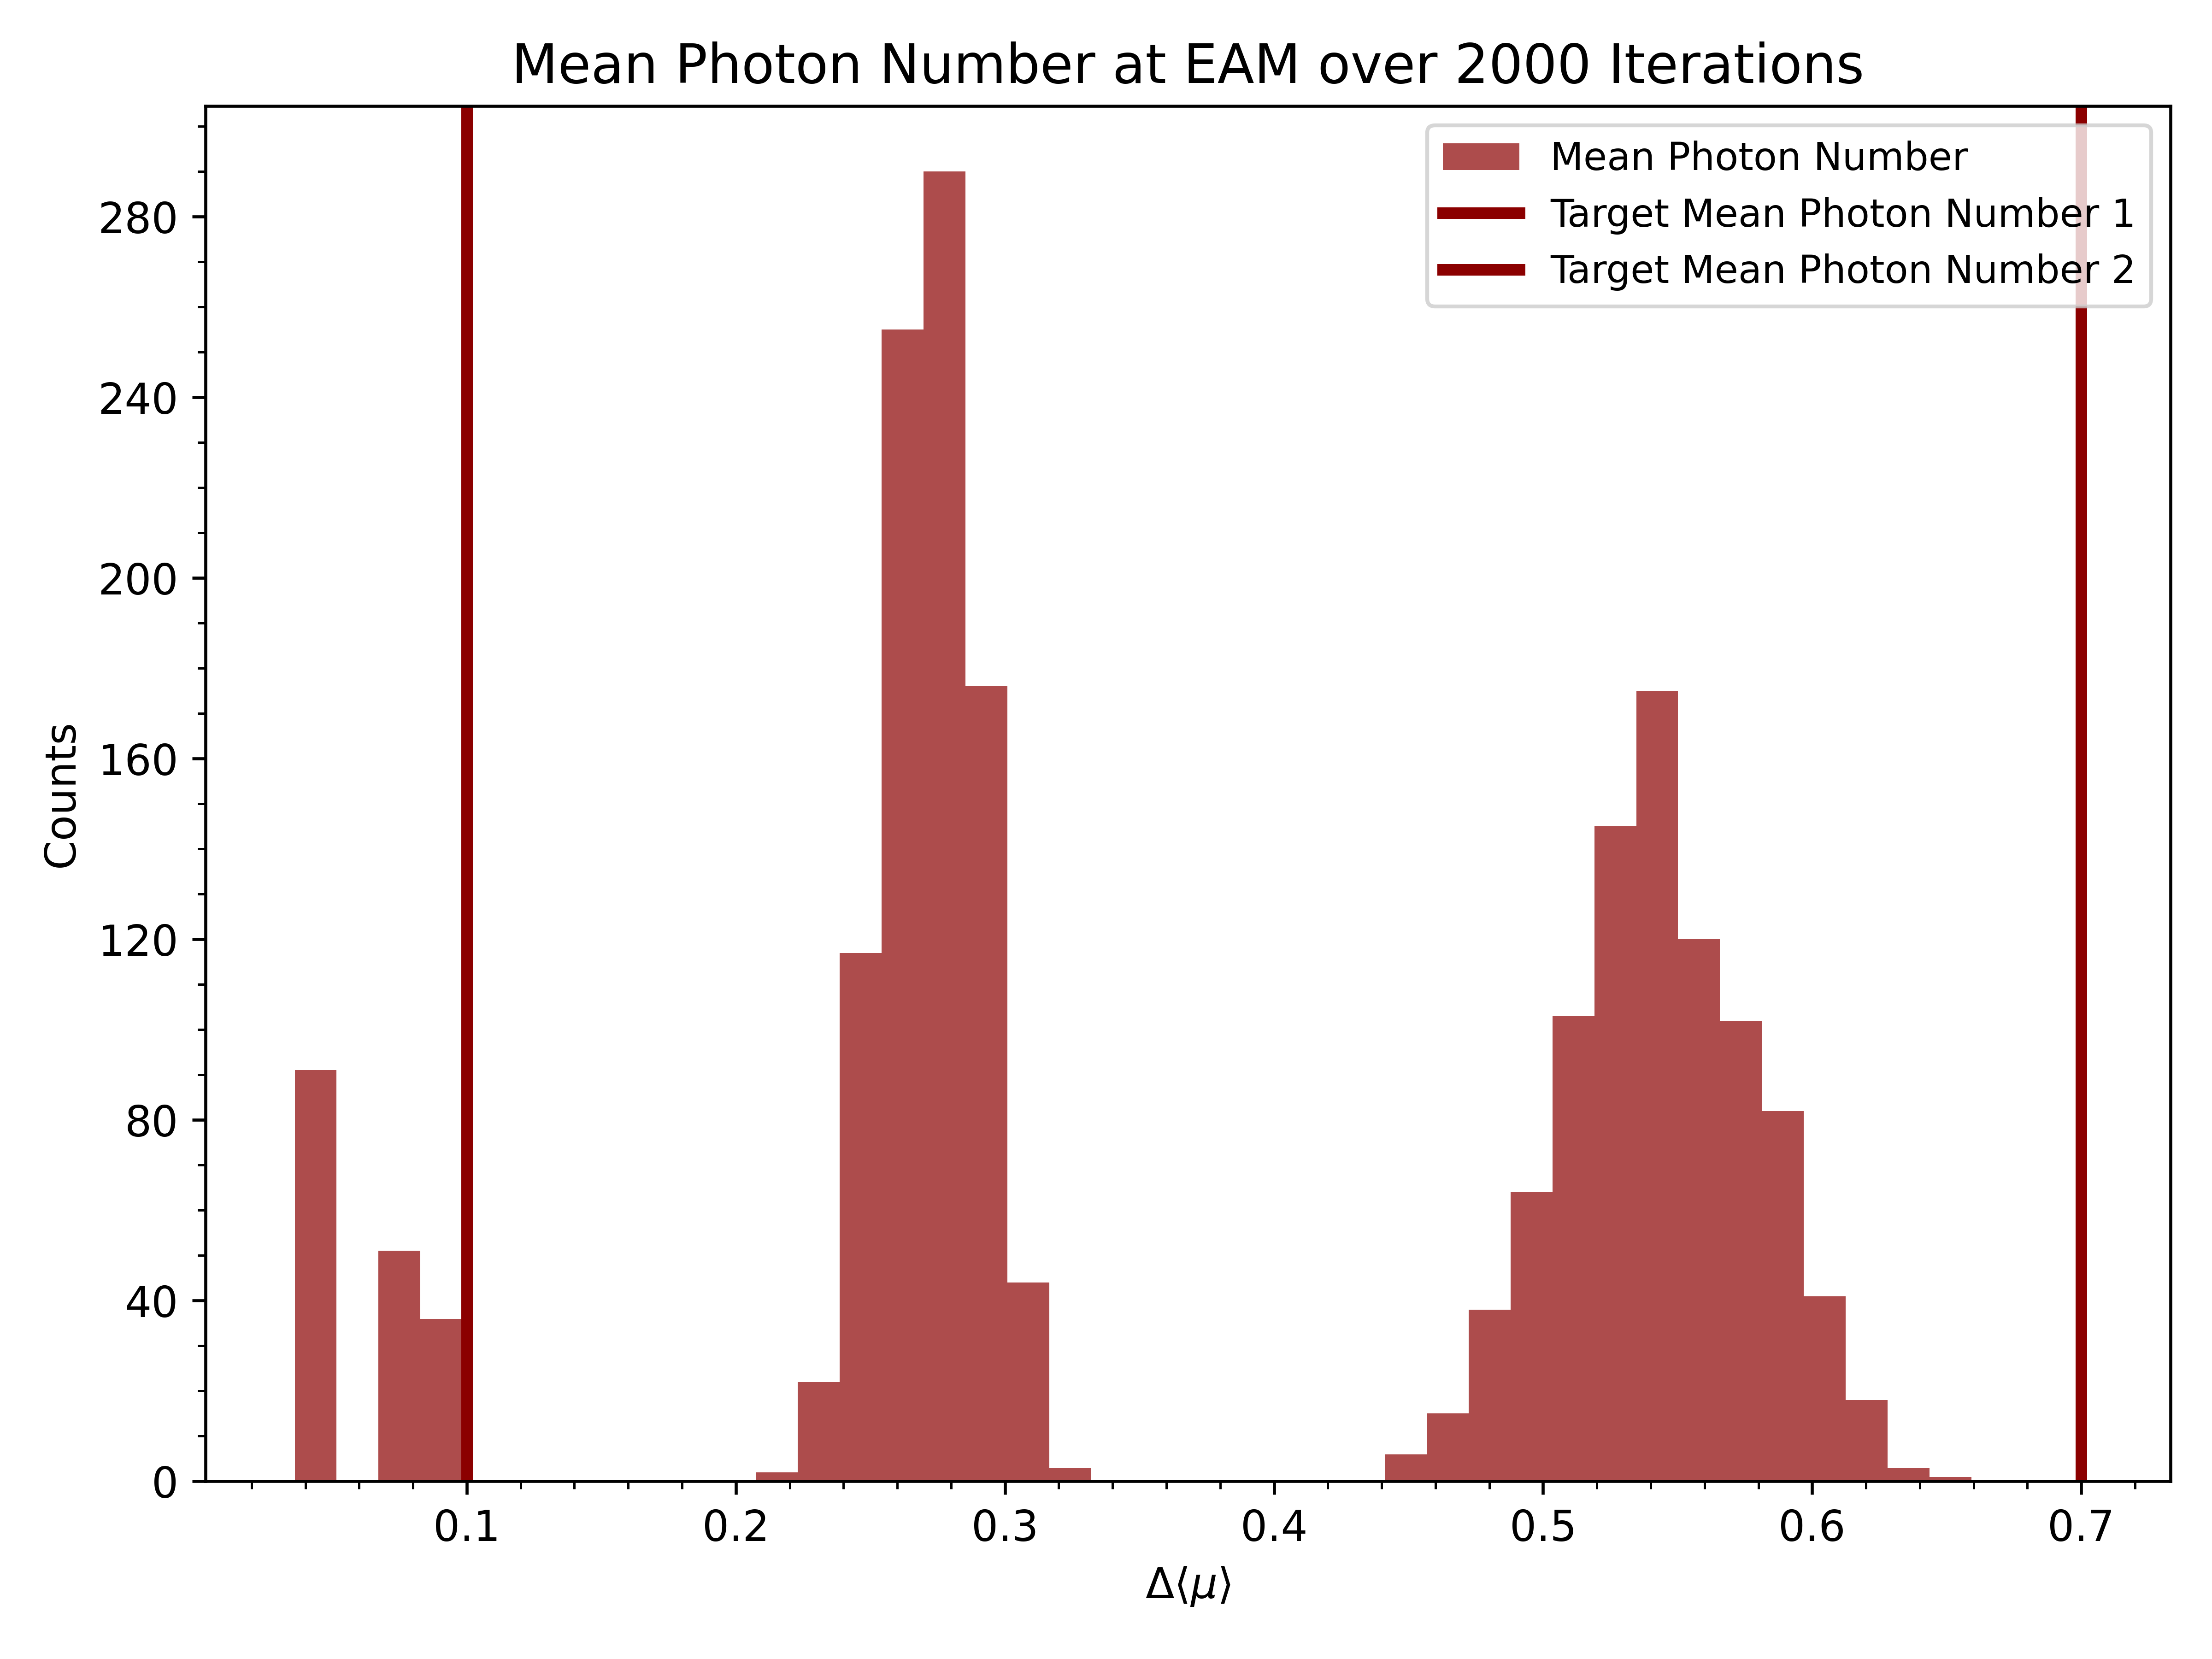 Mean Photon Number at EAM over 2000 Iterations
Mean Photon Number
Target Mean Photon Number 1
Target Mean Photon Number 2
280
240
200
160
120
80
40
0
Counts
0.1 0.2 0.3 0.4 0.5 0.6 0.7
Δ⟨μ⟩